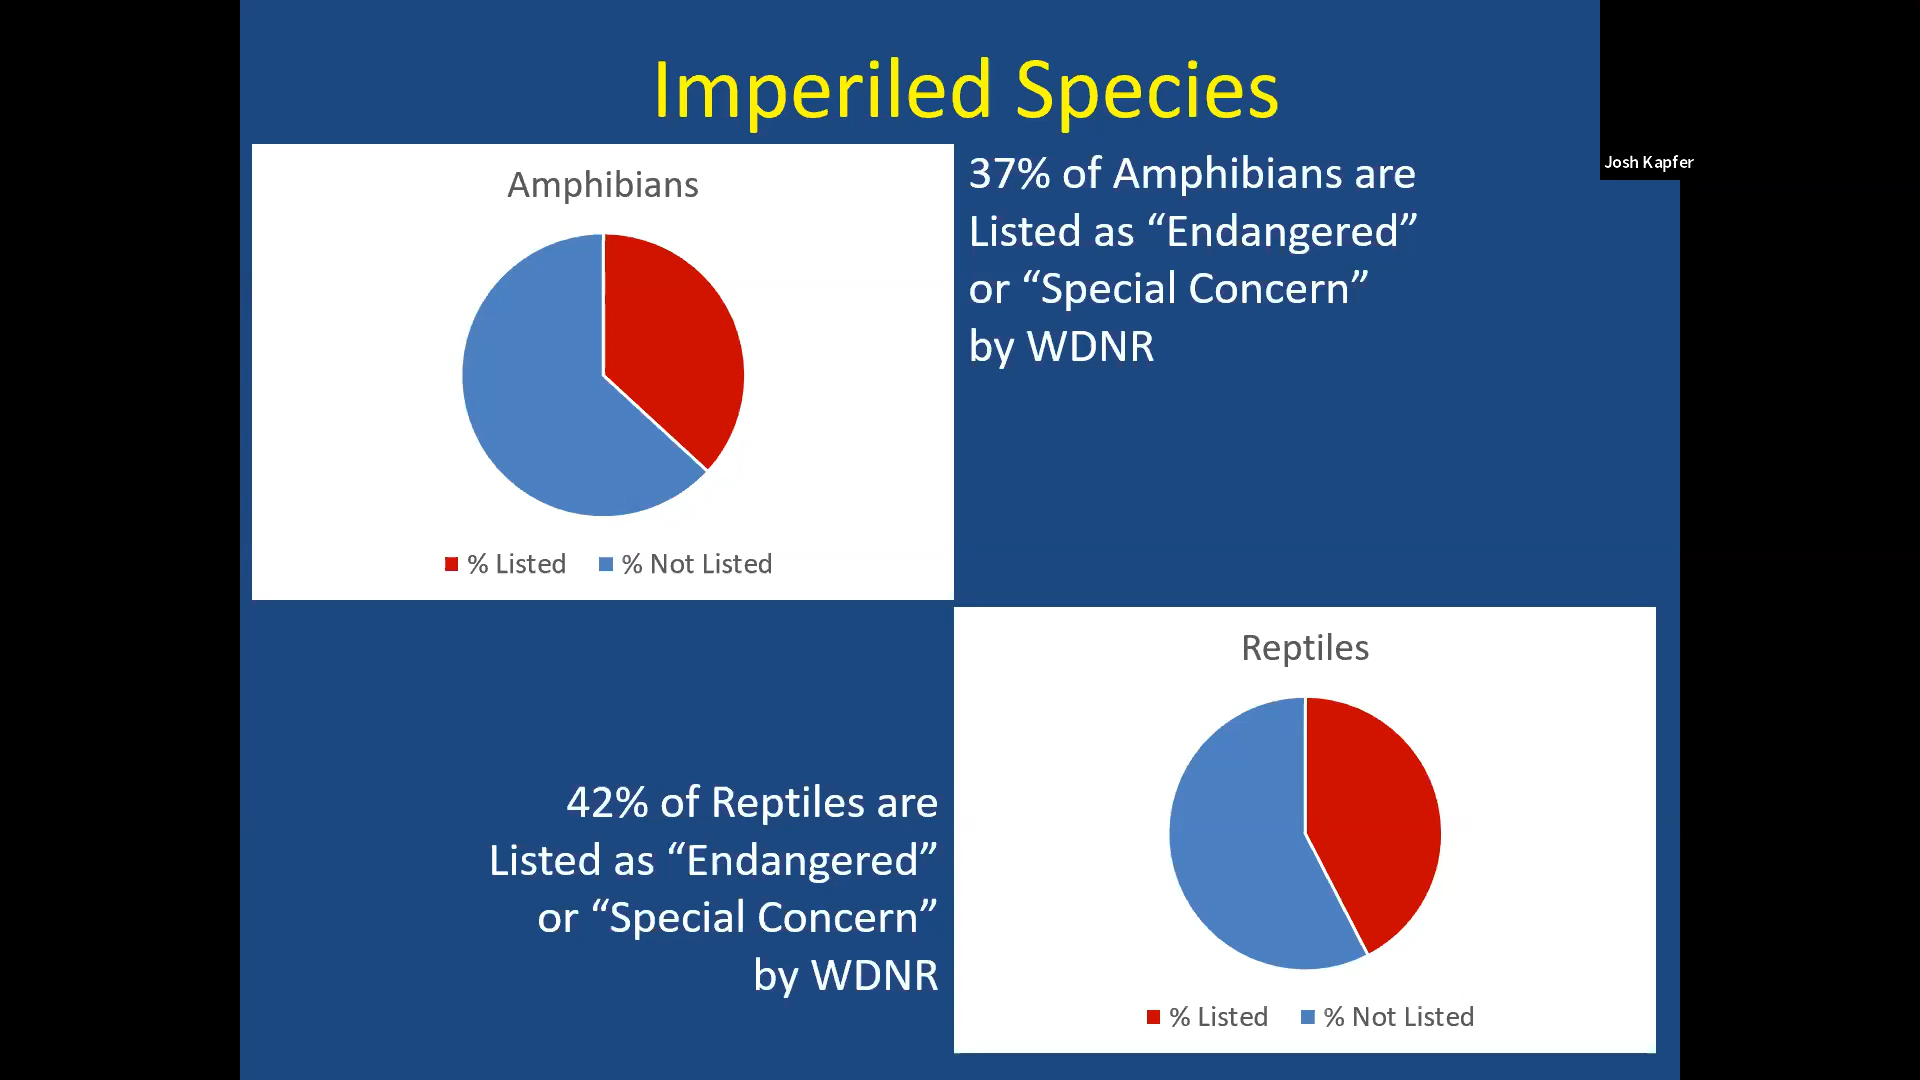 Imperiled Species
Josh Kapfer
Amphibians
% Listed % Not Listed
37% of Amphibians are
Listed as “Endangered”
or “Special Concern”
by WDNR
42% of Reptiles are
Listed as “Endangered”
or “Special Concern”
by WDNR
Reptiles
% Listed % Not Listed